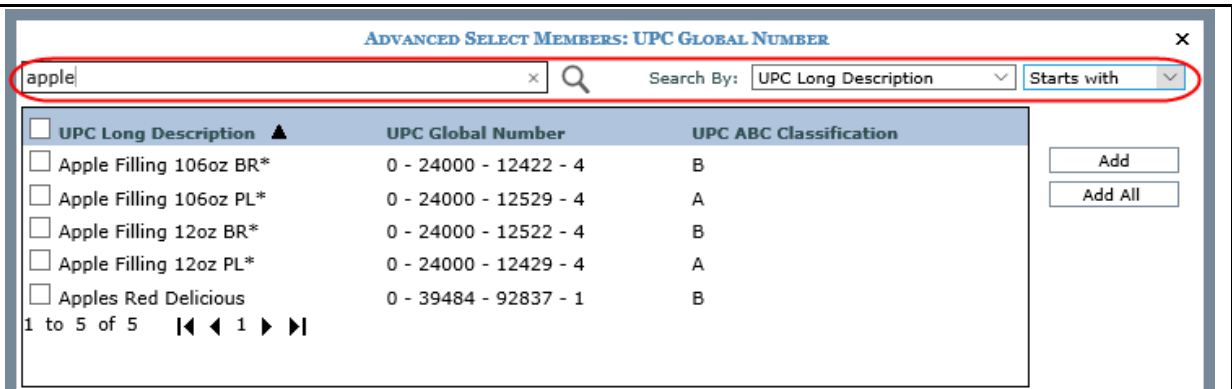 ADVANCED SELECT MEMBERS: UPC GLOBAL NUMBER
apple Search By: UPC Long Description Starts with
UPC Long Description UPC Global Number UPC ABC Classification
Apple Filling 106oz BR* 0 - 24000 - 12422 - 4 B
Apple Filling 106oz PL* 0 - 24000 - 12529 - 4 A
Apple Filling 12oz BR* 0 - 24000 - 12522 - 4 B
Apple Filling 12oz PL* 0 - 24000 - 12429 - 4 A
Apples Red Delicious 0 - 39484 - 92837 - 1 B
1 to 5 of 5 1
Add
Add All